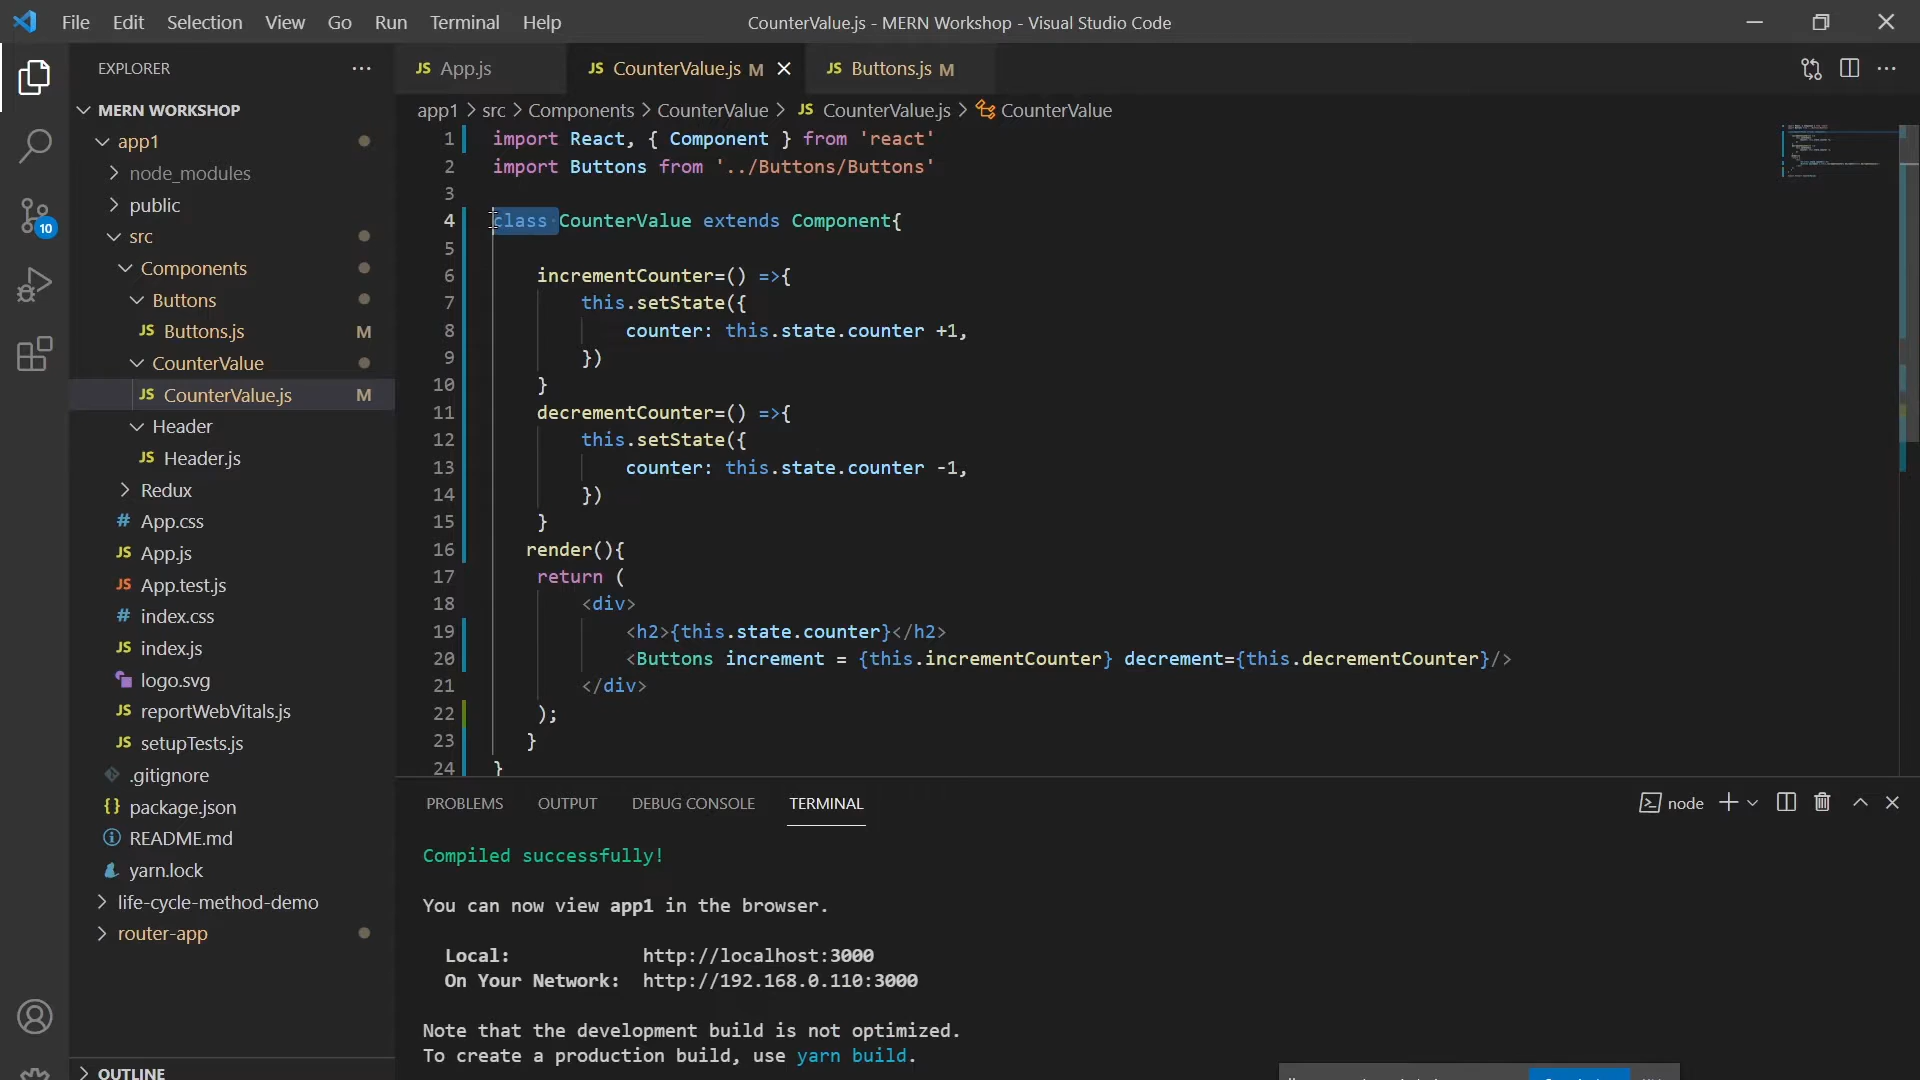 File Edit Selection View Go Run Terminal Help
CounterValue.js - MERN Workshop - Visual Studio Code
EXPLORER
MERN WORKSHOP
app1
node_modules
public
src
Components
Buttons
JS Buttons.js M
CounterValue
JS CounterValue.js M
Header
JS Header.js
Redux
# App.css
JS App.js
JS App.test.js
# index.css
JS index.js
logo.svg
JS reportWebVitals.js
JS setupTests.js
.gitignore
{} package.json
README.md
yarn.lock
life-cycle-method-demo
router-app
OUTLINE
10
JS App.js
JS CounterValue.js M
JS Buttons.js M
app1 > src > Components > CounterValue > JS CounterValue.js > CounterValue
1 import React, { Component } from 'react'
2 import Buttons from '../Buttons/Buttons'
3
4 class CounterValue extends Component{
5
6 incrementCounter=() =>{
7 this.setState({
8 counter: this.state.counter +1,
9 })
10 }
11 decrementCounter=() =>{
12 this.setState({
13 counter: this.state.counter -1,
14 })
15 }
16 render(){
17 return (
18 <div>
19 <h2>{this.state.counter}</h2>
20 <Buttons increment = {this.incrementCounter} decrement={this.decrementCounter}/>
21 </div>
22 );
23 }
24 }
PROBLEMS OUTPUT DEBUG CONSOLE TERMINAL
node
Compiled successfully!
You can now view app1 in the browser.
Local: http://localhost:3000
On Your Network: http://192.168.0.110:3000
Note that the development build is not optimized.
To create a production build, use yarn build.